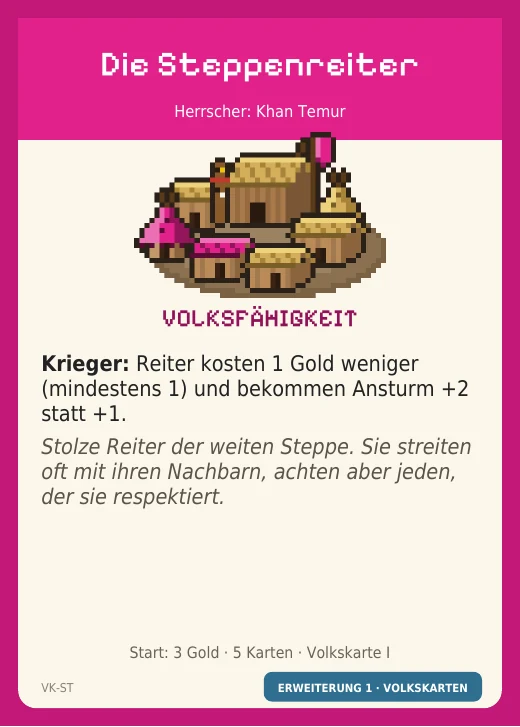 Die Steppenreiter
Herrscher: Khan Temur
VOLKSFÄHIGKEIT
Krieger: Reiter kosten 1 Gold weniger
(mindestens 1) und bekommen Ansturm +2
statt +1.
Stolze Reiter der weiten Steppe. Sie streiten
oft mit ihren Nachbarn, achten aber jeden,
der sie respektiert.
Start: 3 Gold · 5 Karten · Volkskarte I
VK-ST
ERWEITERUNG 1 · VOLKSKARTEN